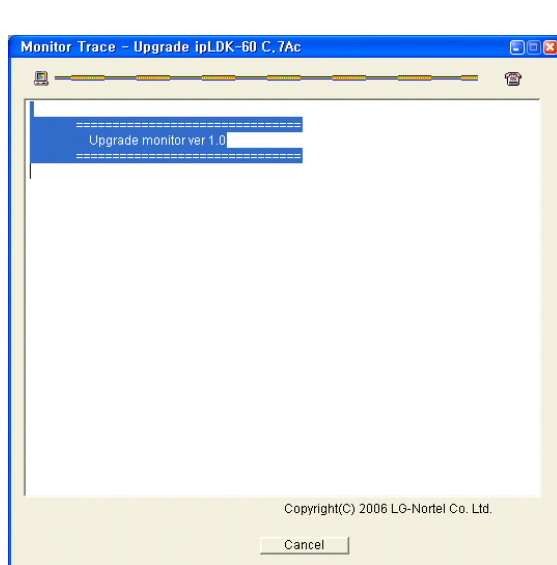 Monitor Trace - Upgrade ipLDK-60 C.7Ac
===============================
Upgrade monitor ver 1.0
===============================
Copyright(C) 2006 LG-Nortel Co. Ltd.
Cancel